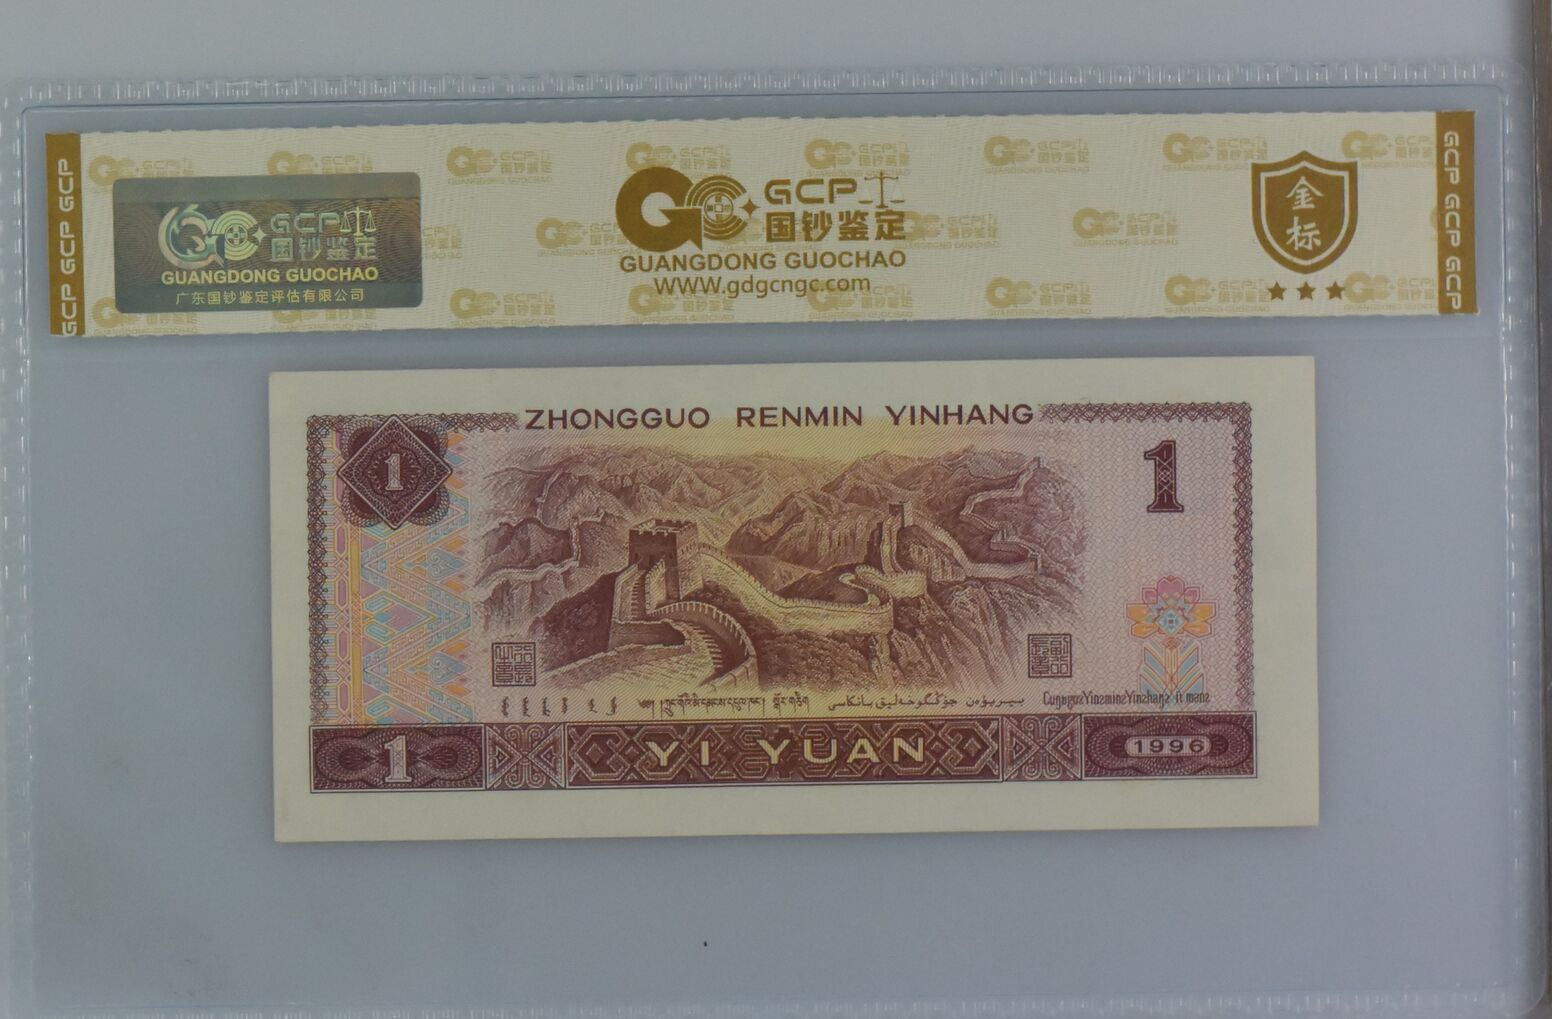 GCP GCP GCP
GCP
国钞鉴定
GUANGDONG GUOCHAO
广东国钞鉴定评估有限公司
GCP
国钞鉴定
GUANGDONG GUOCHAO
www.gdgcngc.com
金
标
GCP GCP GCP
ZHONGGUO RENMIN YINHANG
1
1
1
YI YUAN
1996